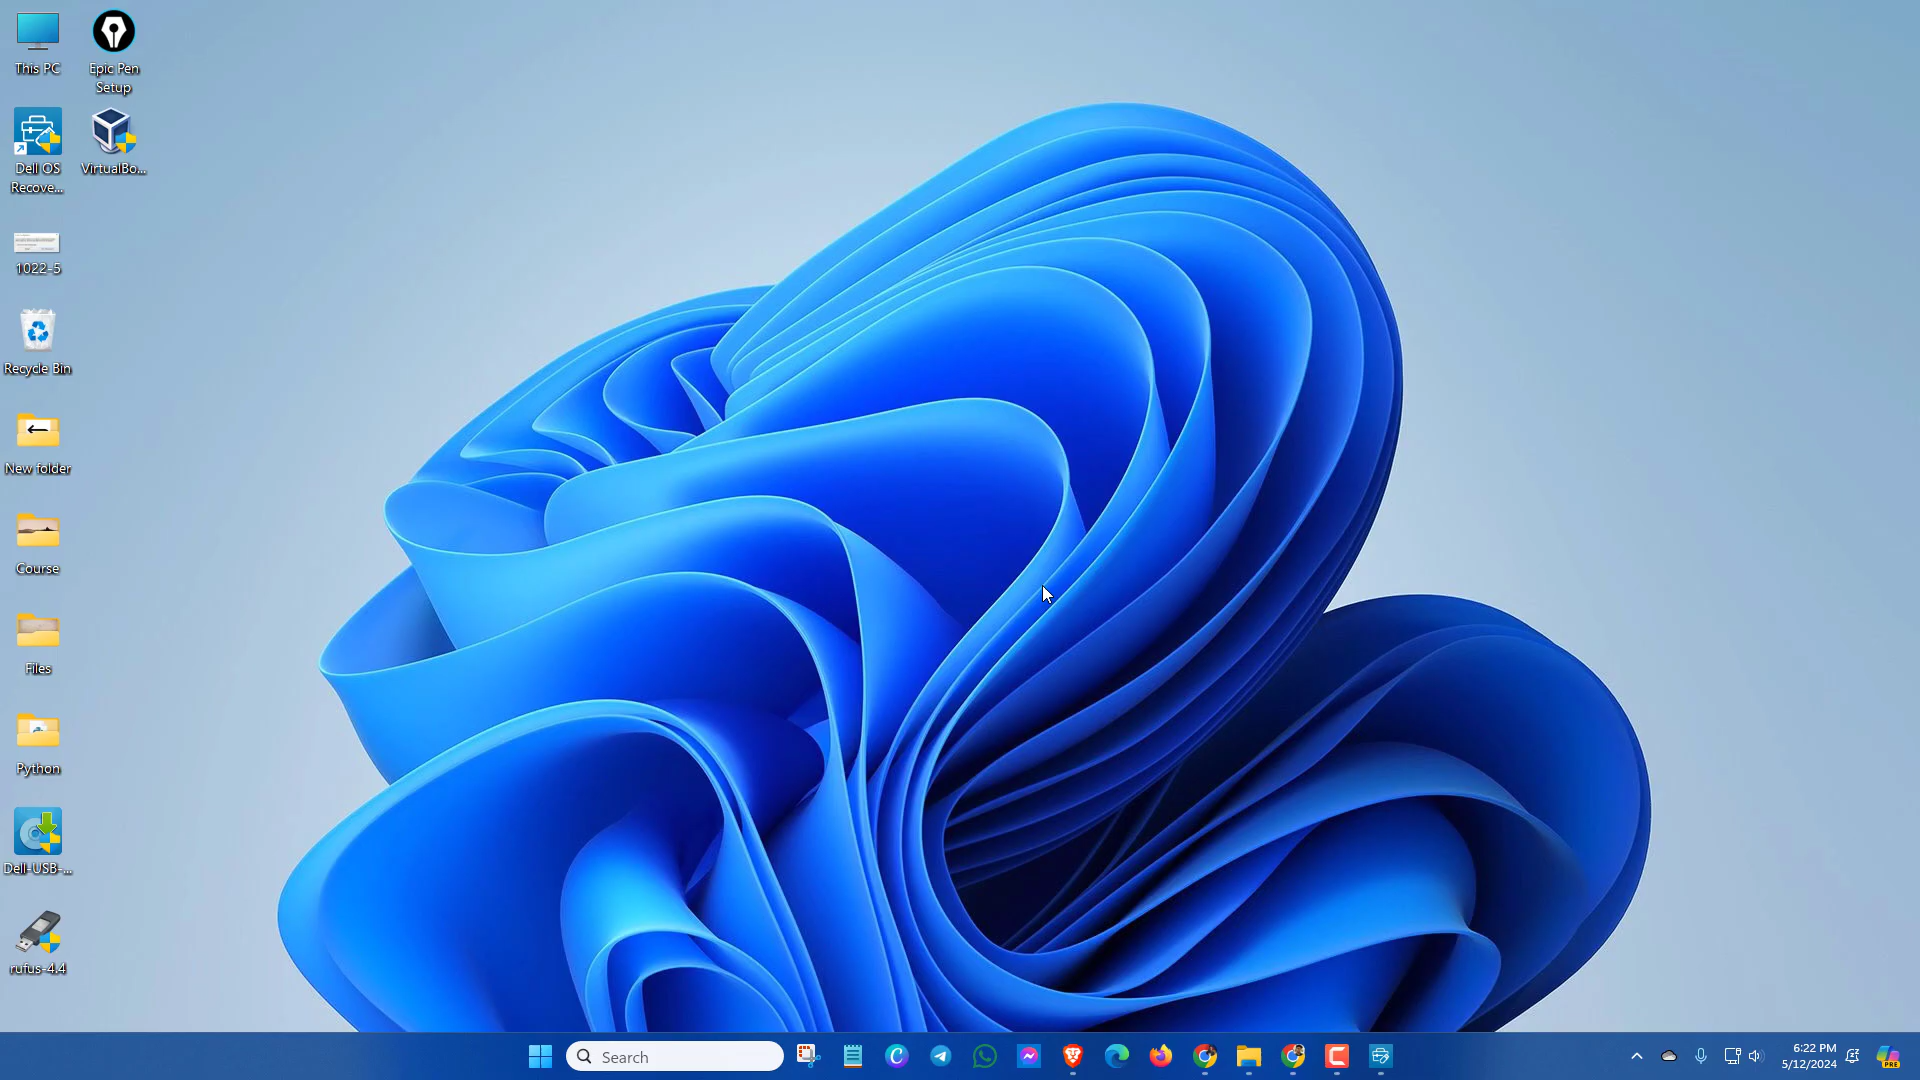 This PC
Epic Pen
Setup
Dell OS
Recove...
VirtualBo...
1022-5
Recycle Bin
New folder
Course
Files
Python
Dell-USB-...
rufus-4.4
Search
6:22 PM
5/12/2024
PRE